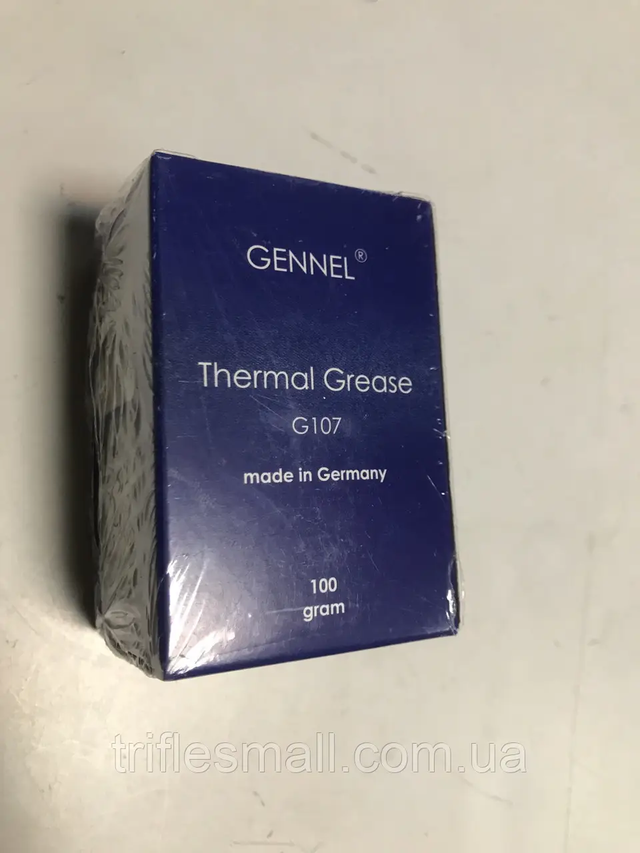 GENNEL®
Thermal Grease
G107
made in Germany
100
gram
triflesmall.com.ua